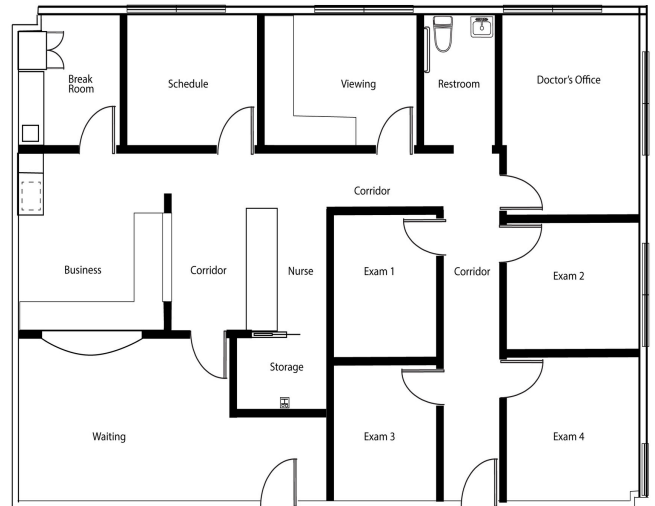 Break
Room
Schedule
Viewing
Restroom
Doctor's Office
Corridor
Business
Corridor
Nurse
Exam 1
Corridor
Exam 2
Storage
Waiting
Exam 3
Exam 4